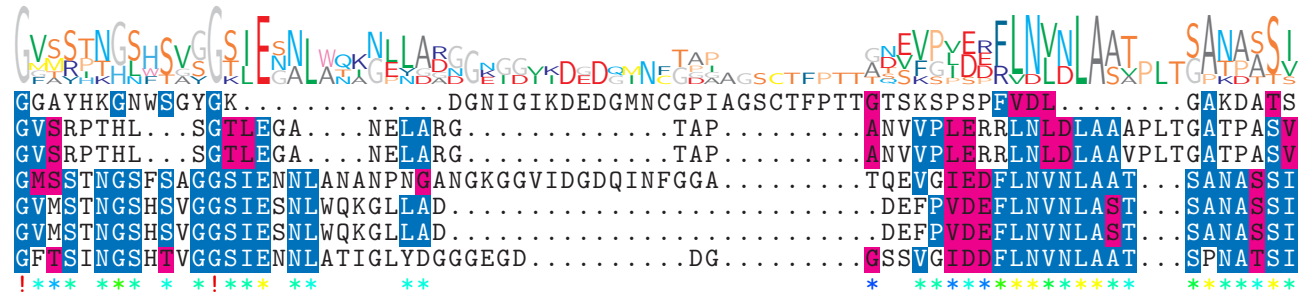 GGAYHKGNWSGYGK.............DGNIGIKDEDGMNCGPIAGSCTFPTTGTSKSPSPFVDL........GAKDATS
GVSRPTHL...SGTLEGA....NELARG.............TAP.........ANVVPLERRLNLDLAAAPLTGATPASV
GVSRPTHL...SGTLEGA....NELARG.............TAP.........ANVVPLERRLNLDLAAVPLTGATPASV
GMSSTNGSFSAGGSIENNLANANPNGANGKGGVIDGDQINFGGA.........TQEVGIEDFLNVNLAAT...SANASSI
GVMSTNGSHSVGGSIESNLWQKGLLAD...........................DEFPVDEFLNVNLAST...SANASSI
GVMSTNGSHSVGGSIESNLWQKGLLAD...........................DEFPVDEFLNVNLAST...SANASSI
GFTSINGSHTVGGSIENNLATIGLYDGGGEGD..........DG.........GSSVGIDDFLNVNLAAT...SPNATSI
!*** *** * *!*** **     **                           *  **************   *******